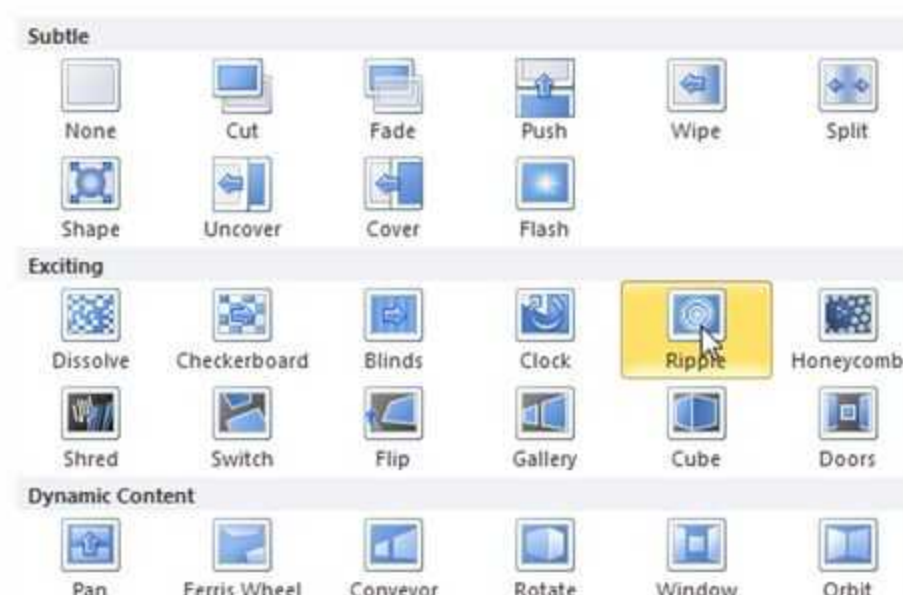 Subtle
None Cut Fade Push Wipe Split
Shape Uncover Cover Flash
Exciting
Dissolve Checkerboard Blinds Clock Ripple Honeycomb
Shred Switch Flip Gallery Cube Doors
Dynamic Content
Pan Ferris Wheel Conveyor Rotate Window Orbit